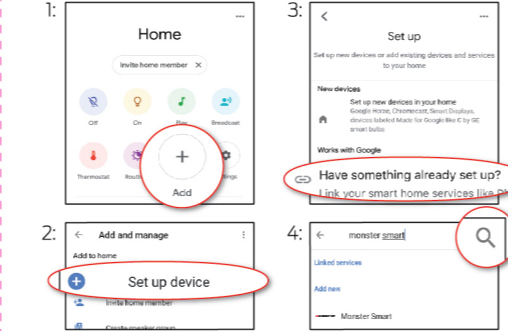 1:
Home
Invite home member ×
Off
On
Play
Broadcast
Thermostat
Add
2:
Add and manage
Add to home
Set up device
Invite home member
Create speaker group
3:
Set up
Set up new devices or add existing devices and services
to your home
New devices
Set up new devices in your home
Google Home, Chromecast, Smart Displays,
devices labeled Made for Google like C by GE
smart bulbs
Works with Google
Have something already set up?
Link your smart home services like
4:
monster smart
Linked services
Add new
Monster Smart